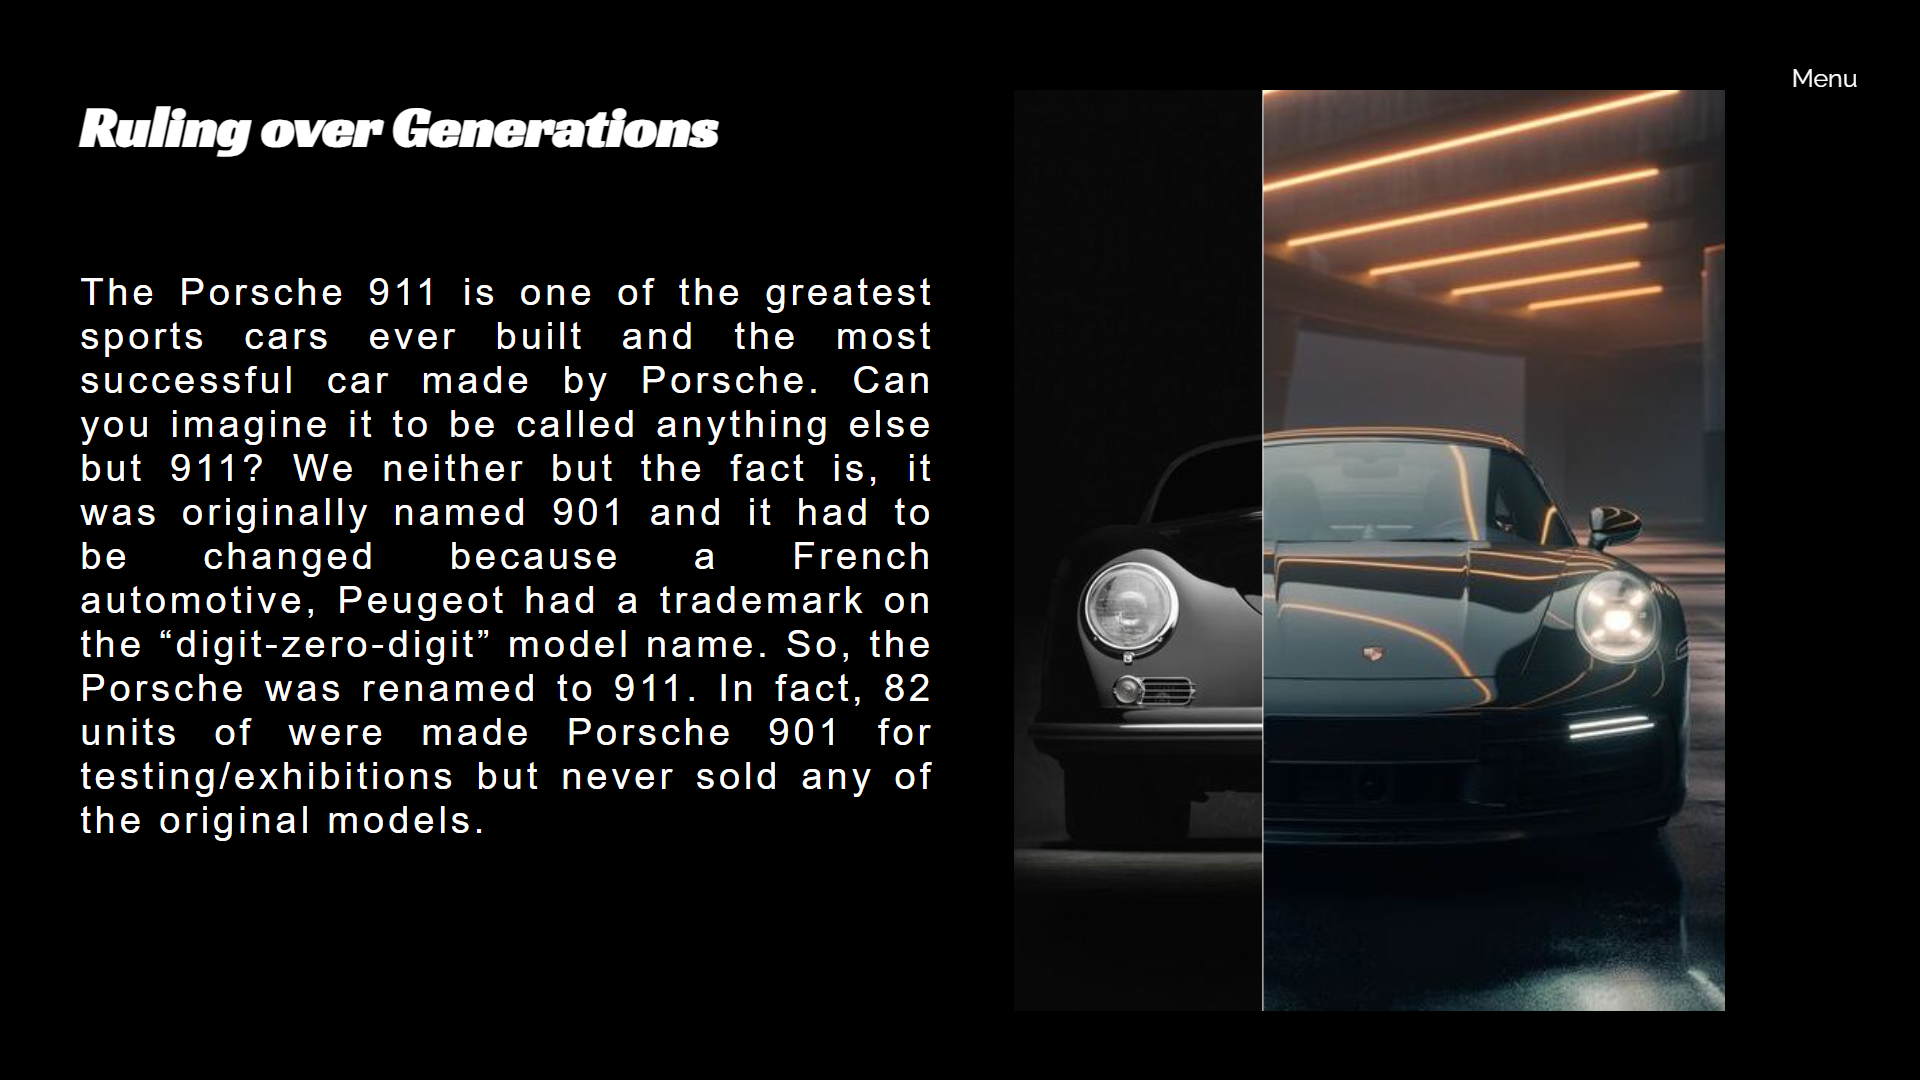 Menu
Ruling over Generations
The Porsche 911 is one of the greatest
sports cars ever built and the most
successful car made by Porsche. Can
you imagine it to be called anything else
but 911? We neither but the fact is, it
was originally named 901 and it had to
be changed because a French
automotive, Peugeot had a trademark on
the “digit-zero-digit” model name. So, the
Porsche was renamed to 911. In fact, 82
units of were made Porsche 901 for
testing/exhibitions but never sold any of
the original models.